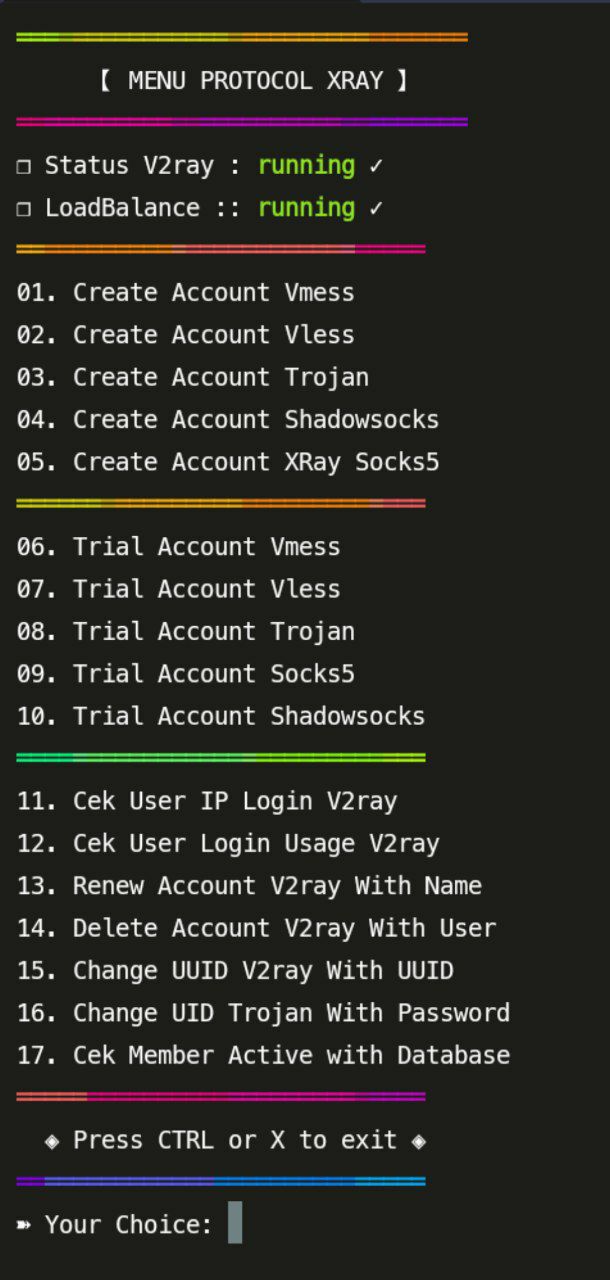 【 MENU PROTOCOL XRAY 】
❐ Status V2ray : running ✓
❐ LoadBalance :: running ✓
01. Create Account Vmess
02. Create Account Vless
03. Create Account Trojan
04. Create Account Shadowsocks
05. Create Account XRay Socks5
06. Trial Account Vmess
07. Trial Account Vless
08. Trial Account Trojan
09. Trial Account Socks5
10. Trial Account Shadowsocks
11. Cek User IP Login V2ray
12. Cek User Login Usage V2ray
13. Renew Account V2ray With Name
14. Delete Account V2ray With User
15. Change UUID V2ray With UUID
16. Change UID Trojan With Password
17. Cek Member Active with Database
◈ Press CTRL or X to exit ◈
➽ Your Choice: